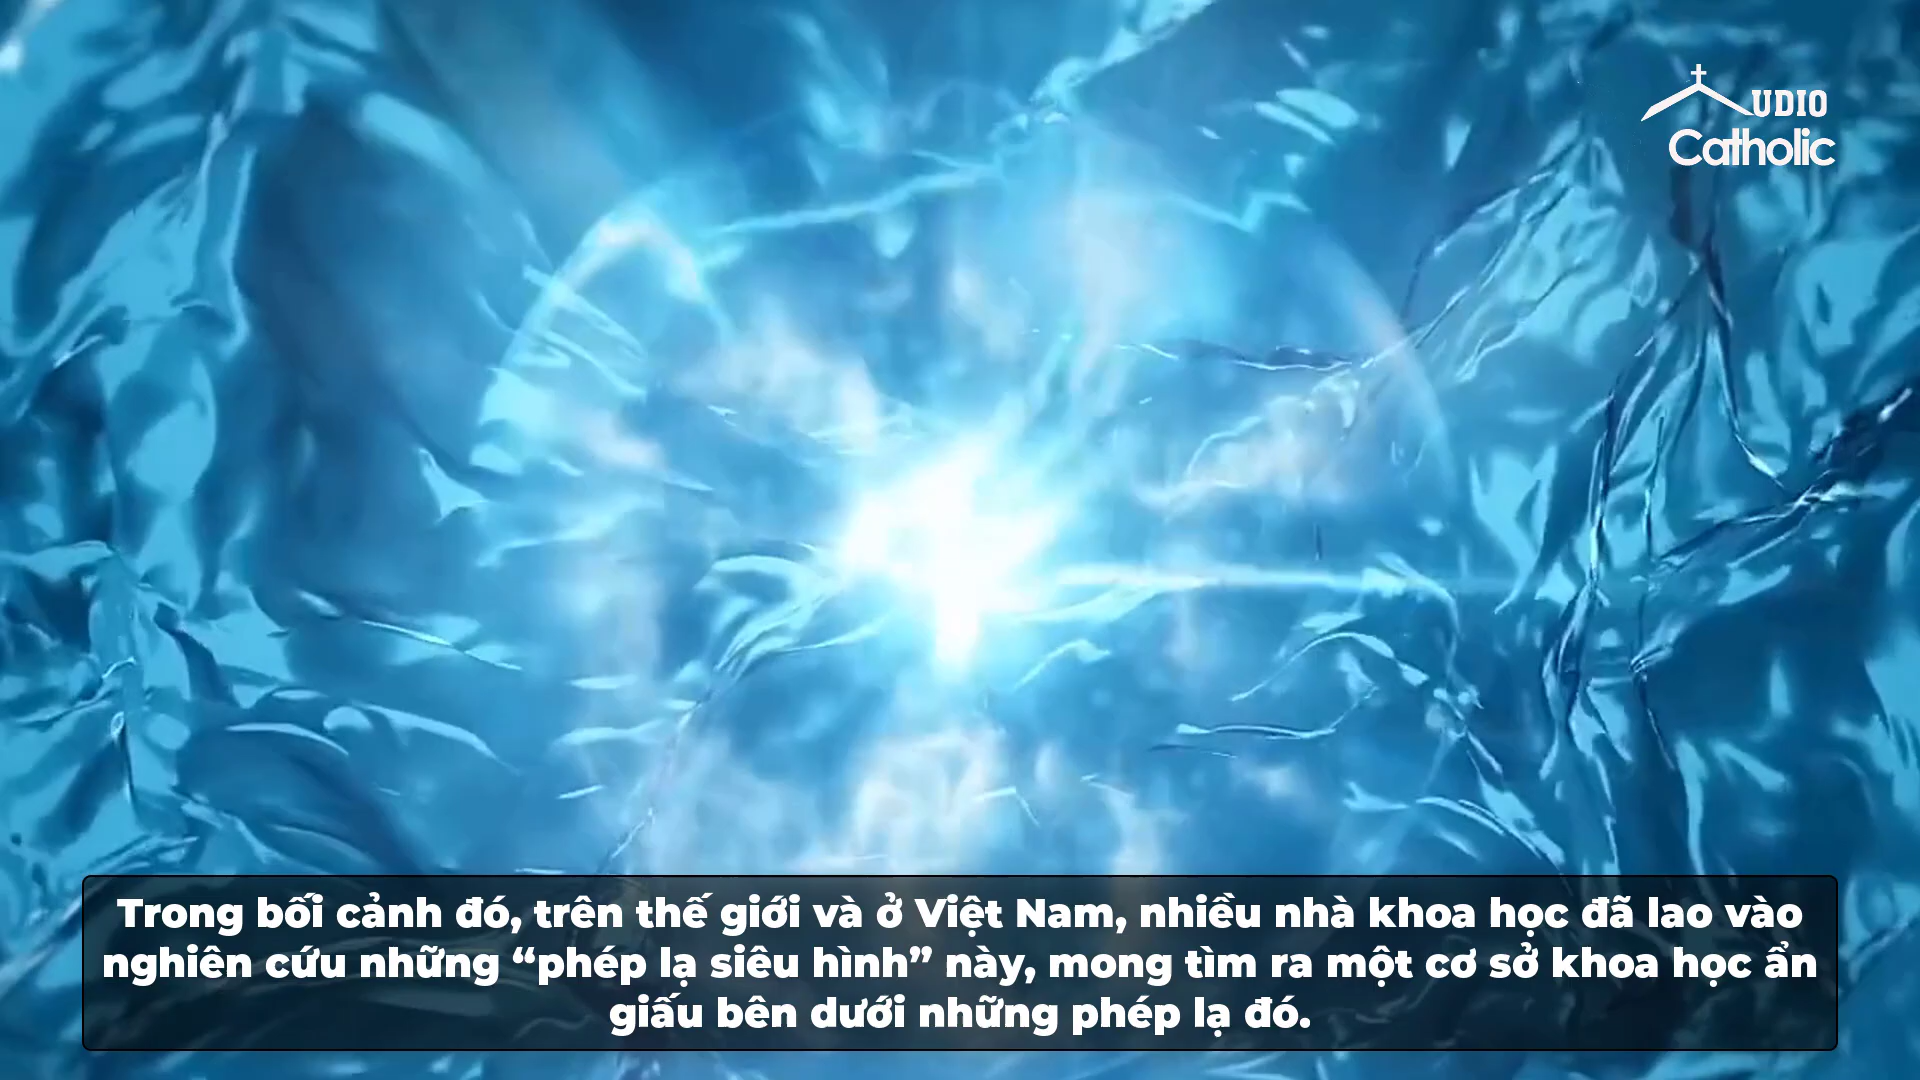 UDIO
Catholic
Trong bối cảnh đó, trên thế giới và ở Việt Nam, nhiều nhà khoa học đã lao vào
nghiên cứu những “phép lạ siêu hình” này, mong tìm ra một cơ sở khoa học ẩn
giấu bên dưới những phép lạ đó.